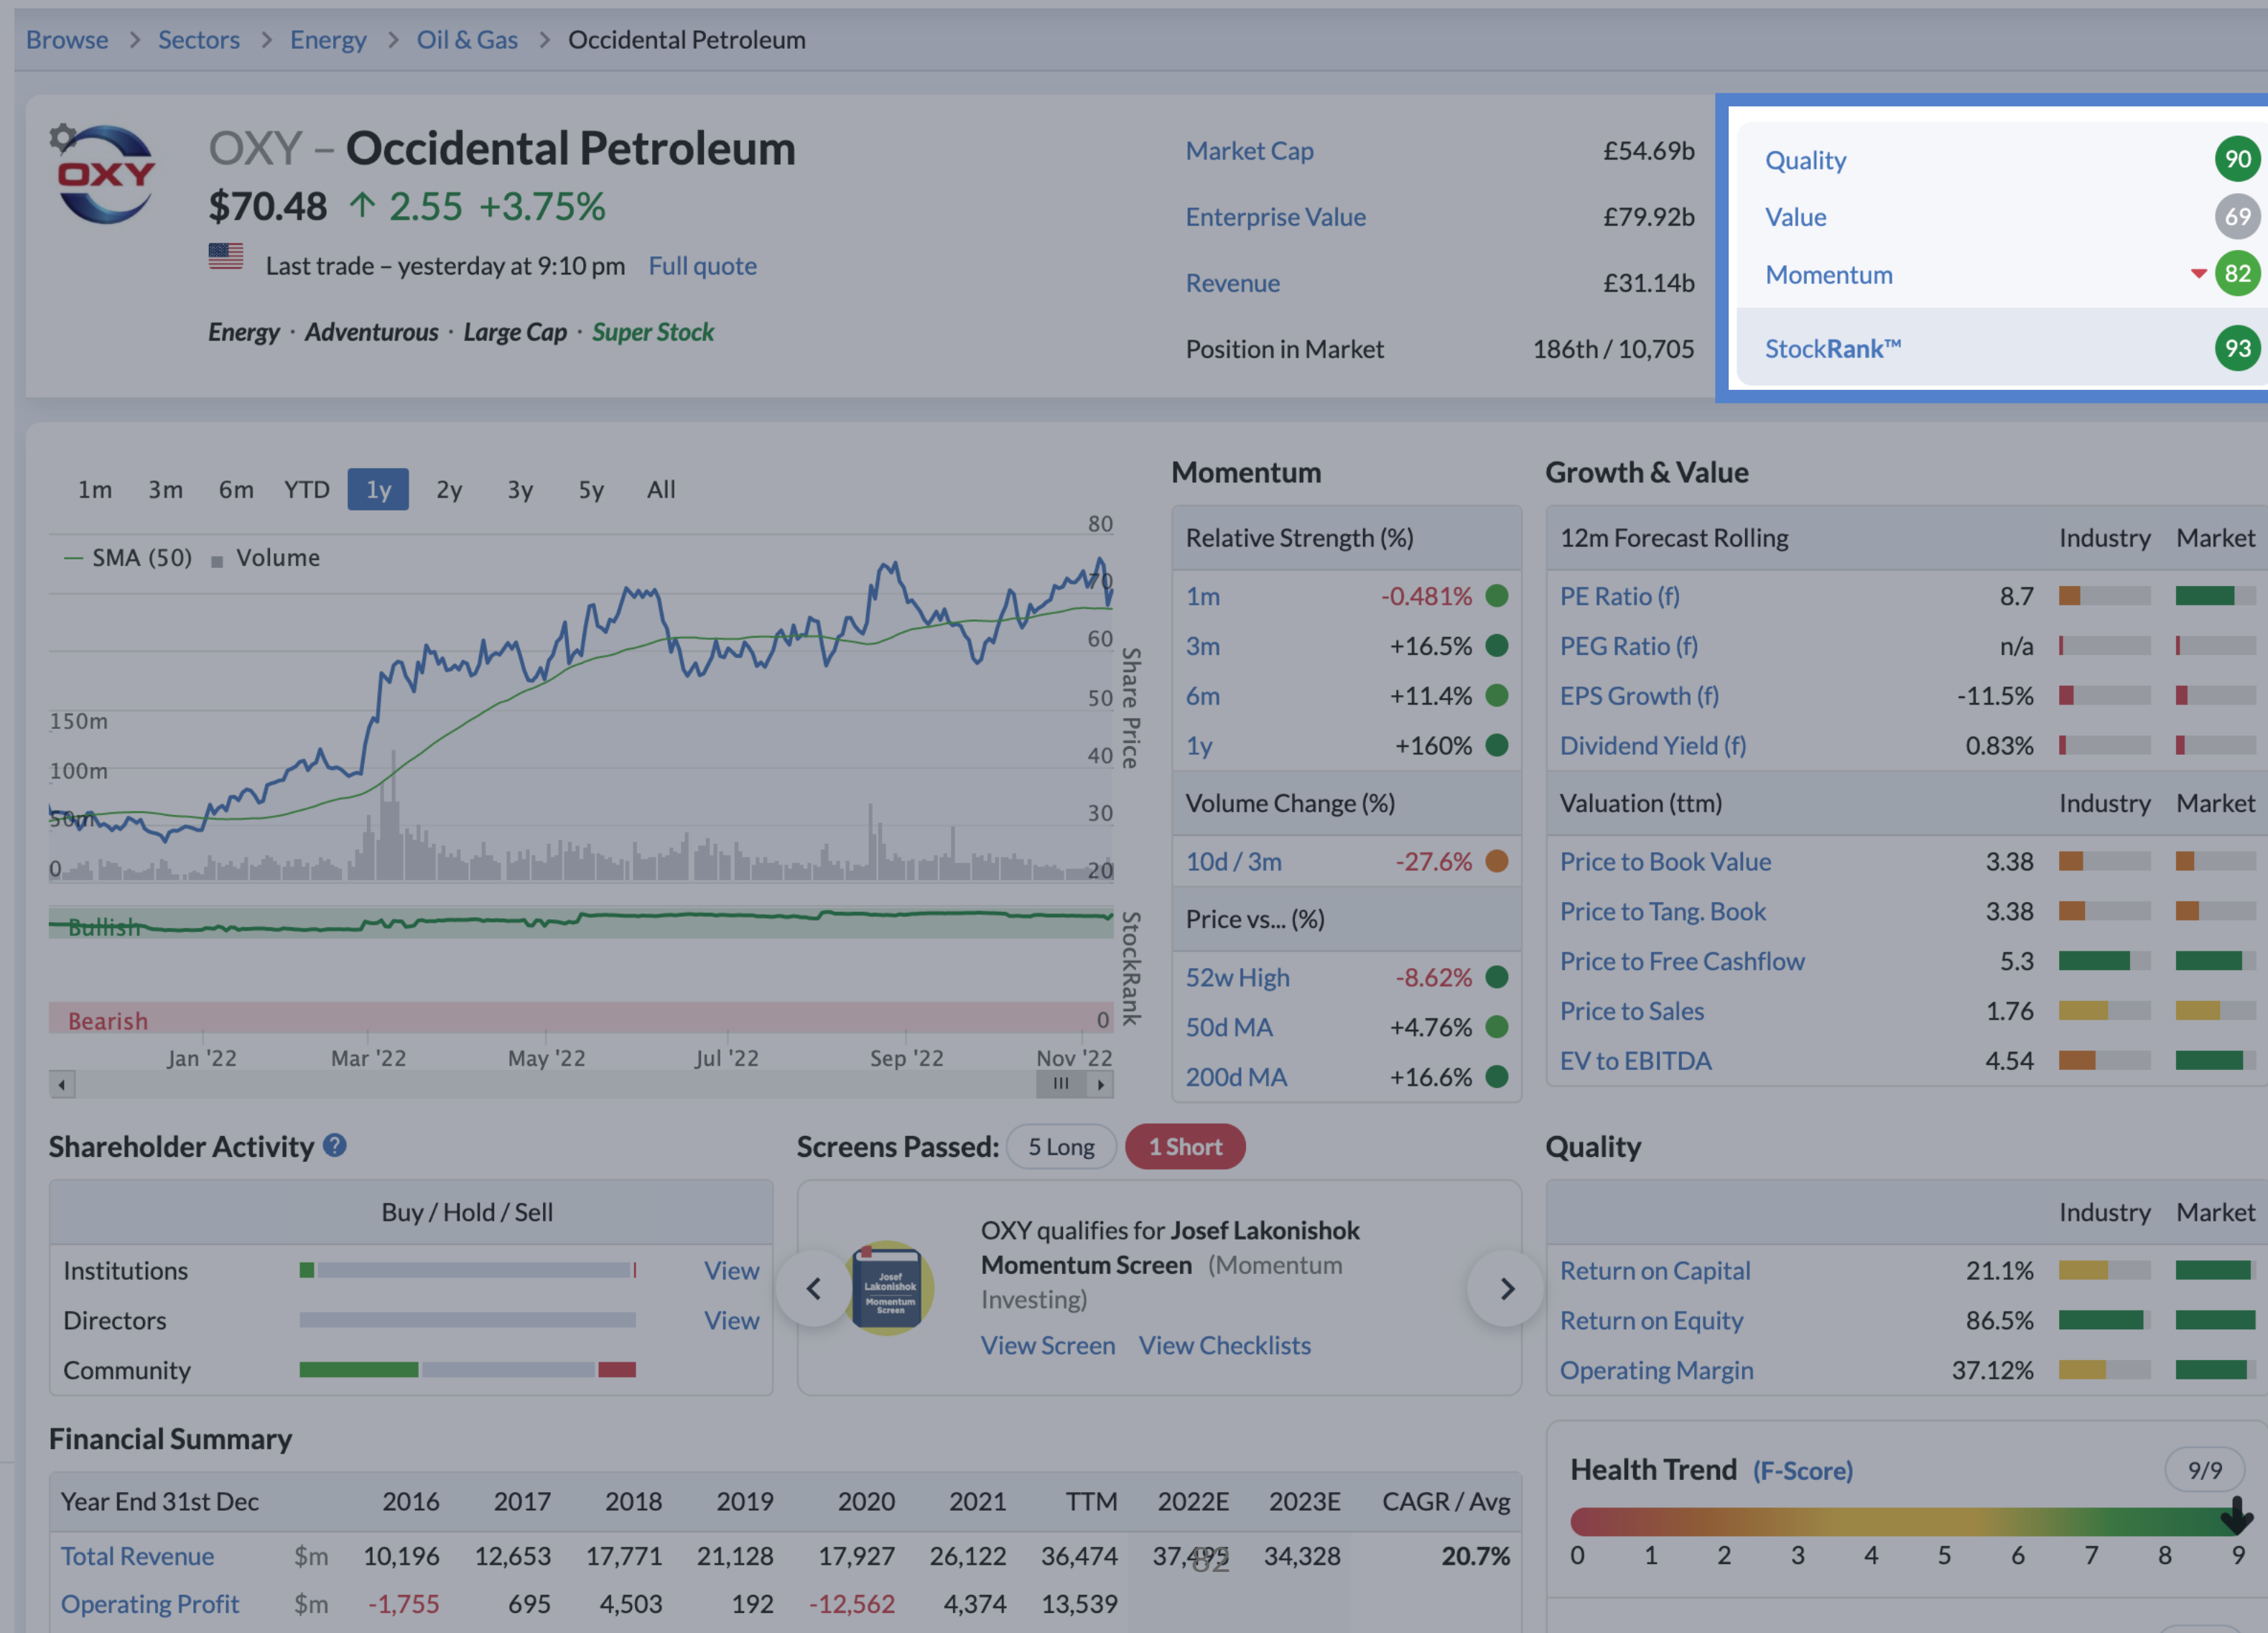 Browse > Sectors > Energy > Oil & Gas > Occidental Petroleum
OXY
OXY – Occidental Petroleum
$70.48 ↑ 2.55 +3.75%
Last trade – yesterday at 9:10 pm Full quote
Energy · Adventurous · Large Cap · Super Stock
Market Cap £54.69b
Enterprise Value £79.92b
Revenue £31.14b
Position in Market 186th / 10,705
Quality 90
Value 69
Momentum 82
StockRank™ 93
1m 3m 6m YTD 1y 2y 3y 5y All
SMA (50) Volume
80
70
60
50
40
30
20
Share Price
150m
100m
50m
0
Bullish
Bearish
0
StockRank
Jan '22 Mar '22 May '22 Jul '22 Sep '22 Nov '22
Momentum
Relative Strength (%)
1m -0.481%
3m +16.5%
6m +11.4%
1y +160%
Volume Change (%)
10d / 3m -27.6%
Price vs... (%)
52w High -8.62%
50d MA +4.76%
200d MA +16.6%
Growth & Value
12m Forecast Rolling Industry Market
PE Ratio (f) 8.7
PEG Ratio (f) n/a
EPS Growth (f) -11.5%
Dividend Yield (f) 0.83%
Valuation (ttm) Industry Market
Price to Book Value 3.38
Price to Tang. Book 3.38
Price to Free Cashflow 5.3
Price to Sales 1.76
EV to EBITDA 4.54
Shareholder Activity ?
Buy / Hold / Sell
Institutions View
Directors View
Community
Screens Passed: 5 Long 1 Short
Josef
Lakonishok
Momentum
Screen
OXY qualifies for Josef Lakonishok
Momentum Screen (Momentum
Investing)
View Screen View Checklists
Quality
Industry Market
Return on Capital 21.1%
Return on Equity 86.5%
Operating Margin 37.12%
Health Trend (F-Score) 9/9
0 1 2 3 4 5 6 7 8 9
Financial Summary
Year End 31st Dec 2016 2017 2018 2019 2020 2021 TTM 2022E 2023E CAGR / Avg
Total Revenue $m 10,196 12,653 17,771 21,128 17,927 26,122 36,474 34,328 20.7%
82
Operating Profit $m -1,755 695 4,503 192 -12,562 4,374 13,539